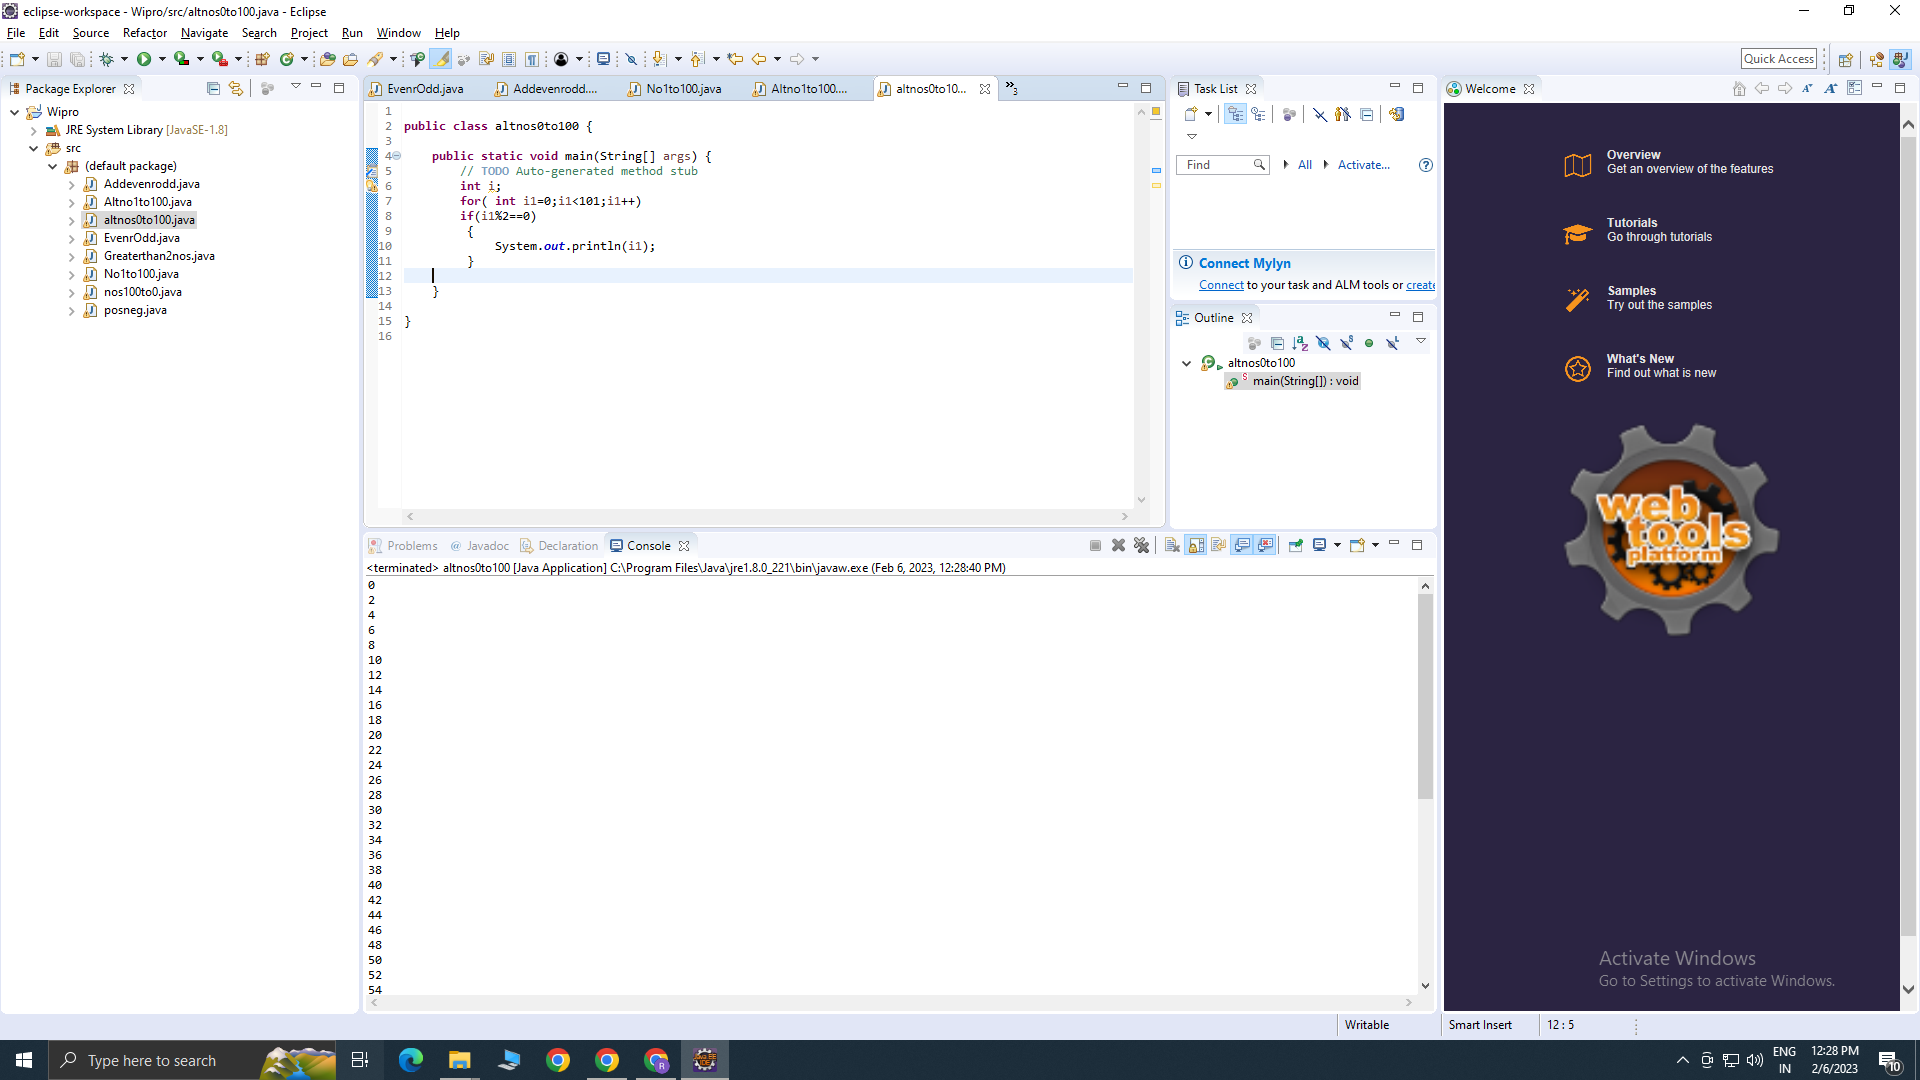 eclipse-workspace - Wipro/src/altnos0to100.java - Eclipse
File Edit Source Refactor Navigate Search Project Run Window Help
Quick Access
Package Explorer
Wipro
JRE System Library [JavaSE-1.8]
src
(default package)
Addevenrodd.java
Altno1to100.java
altnos0to100.java
EvenrOdd.java
Greaterthan2nos.java
No1to100.java
nos100to0.java
posneg.java
EvenrOdd.java Addevenrodd.... No1to100.java Altno1to100.... altnos0to10... »3
1
2 public class altnos0to100 {
3
4 public static void main(String[] args) {
5 // TODO Auto-generated method stub
6 int i;
7 for( int i1=0;i1<101;i1++)
8 if(i1%2==0)
9 {
10 System.out.println(i1);
11 }
12
13 }
14
15 }
16
Task List
Find All Activate...
Connect Mylyn
Connect to your task and ALM tools or create
Outline
altnos0to100
main(String[]) : void
Welcome
Overview
Get an overview of the features
Tutorials
Go through tutorials
Samples
Try out the samples
What's New
Find out what is new
web
tools
platform
Problems @ Javadoc Declaration Console
<terminated> altnos0to100 [Java Application] C:\Program Files\Java\jre1.8.0_221\bin\javaw.exe (Feb 6, 2023, 12:28:40 PM)
0
2
4
6
8
10
12
14
16
18
20
22
24
26
28
30
32
34
36
38
40
42
44
46
48
50
52
54
Activate Windows
Go to Settings to activate Windows.
Writable Smart Insert 12 : 5
Type here to search
ENG
IN
12:28 PM
2/6/2023
10